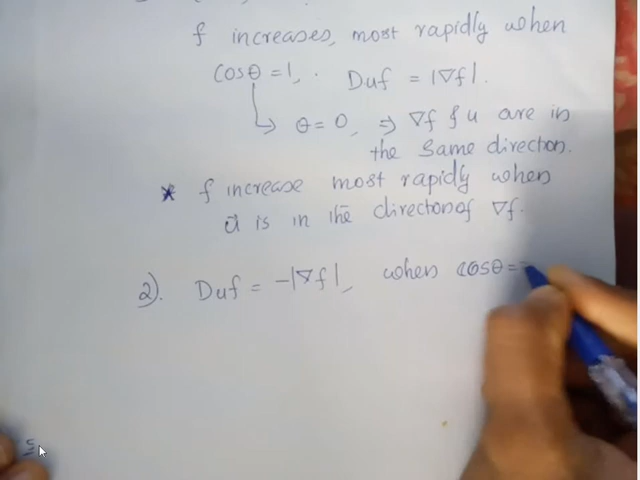 f increases, most rapidly when
cosθ = 1, . Duf = |∇f|.
θ = 0, ⇒ ∇f & u are in
the same direction.
* f increase most rapidly when
ū is in the direction of ∇f.
2). Duf = -|∇f|, when cosθ = -
5